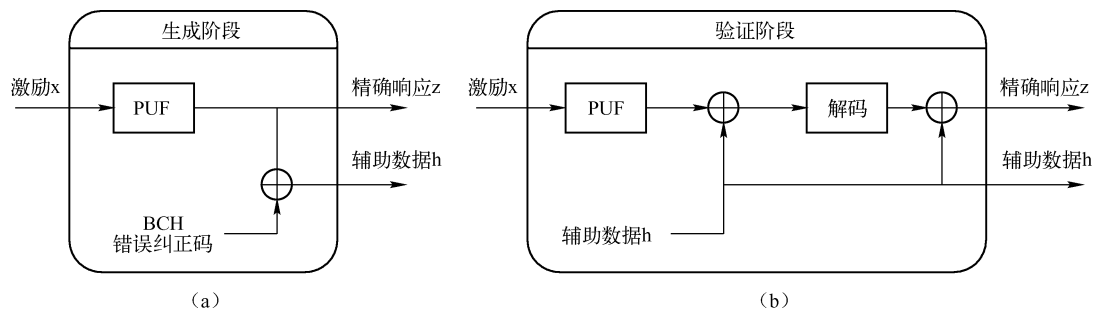 生成阶段
激励x
PUF
精确响应z
辅助数据h
BCH
错误纠正码
(a)
验证阶段
激励x
PUF
解码
精确响应z
辅助数据h
辅助数据h
(b)